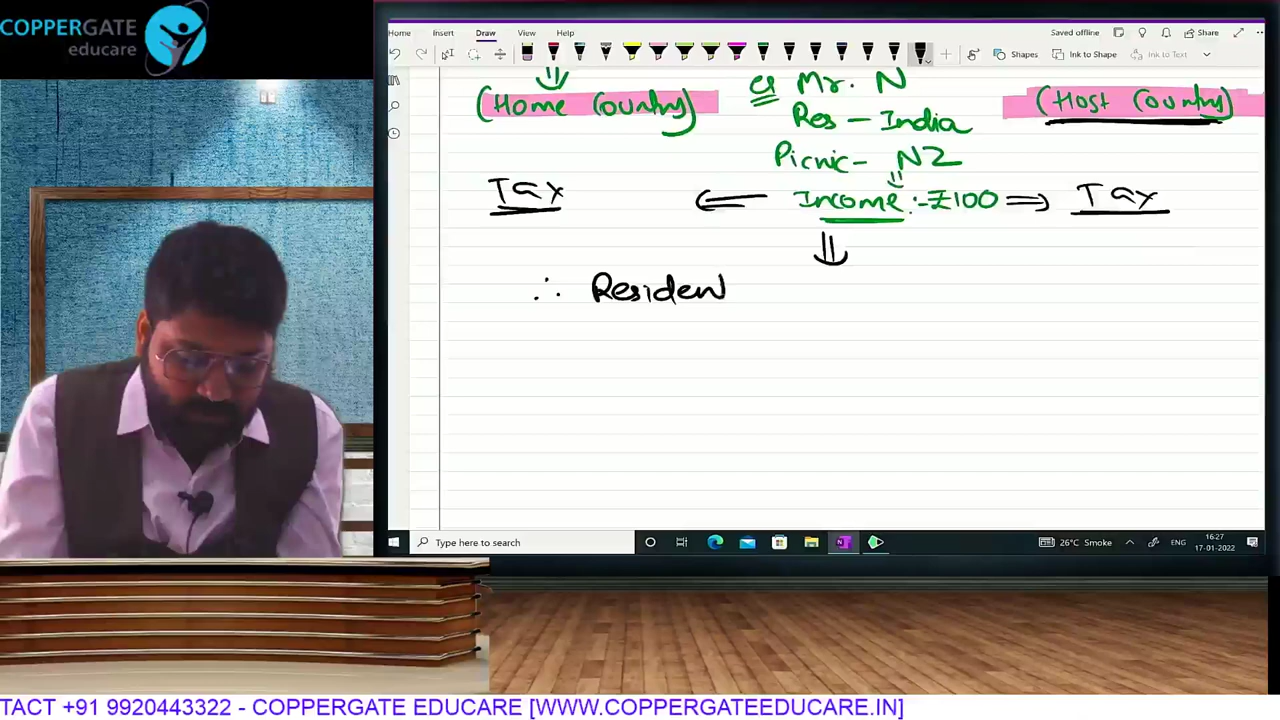 COPPERGATE
educare
Home Insert Draw View Help
Saved offline
Share
Shapes
Ink to Shape
Ink to Text
(Home Country)
eg Mr. N
(Host Country)
Res - India
Picnic - NZ
Tax
Income :- ₹100
Tax
∴ Residen
Type here to search
26°C Smoke
ENG
16:27
17-01-2022
TACT +91 9920443322 - COPPERGATE EDUCARE [WWW.COPPERGATEEDUCARE.IN]